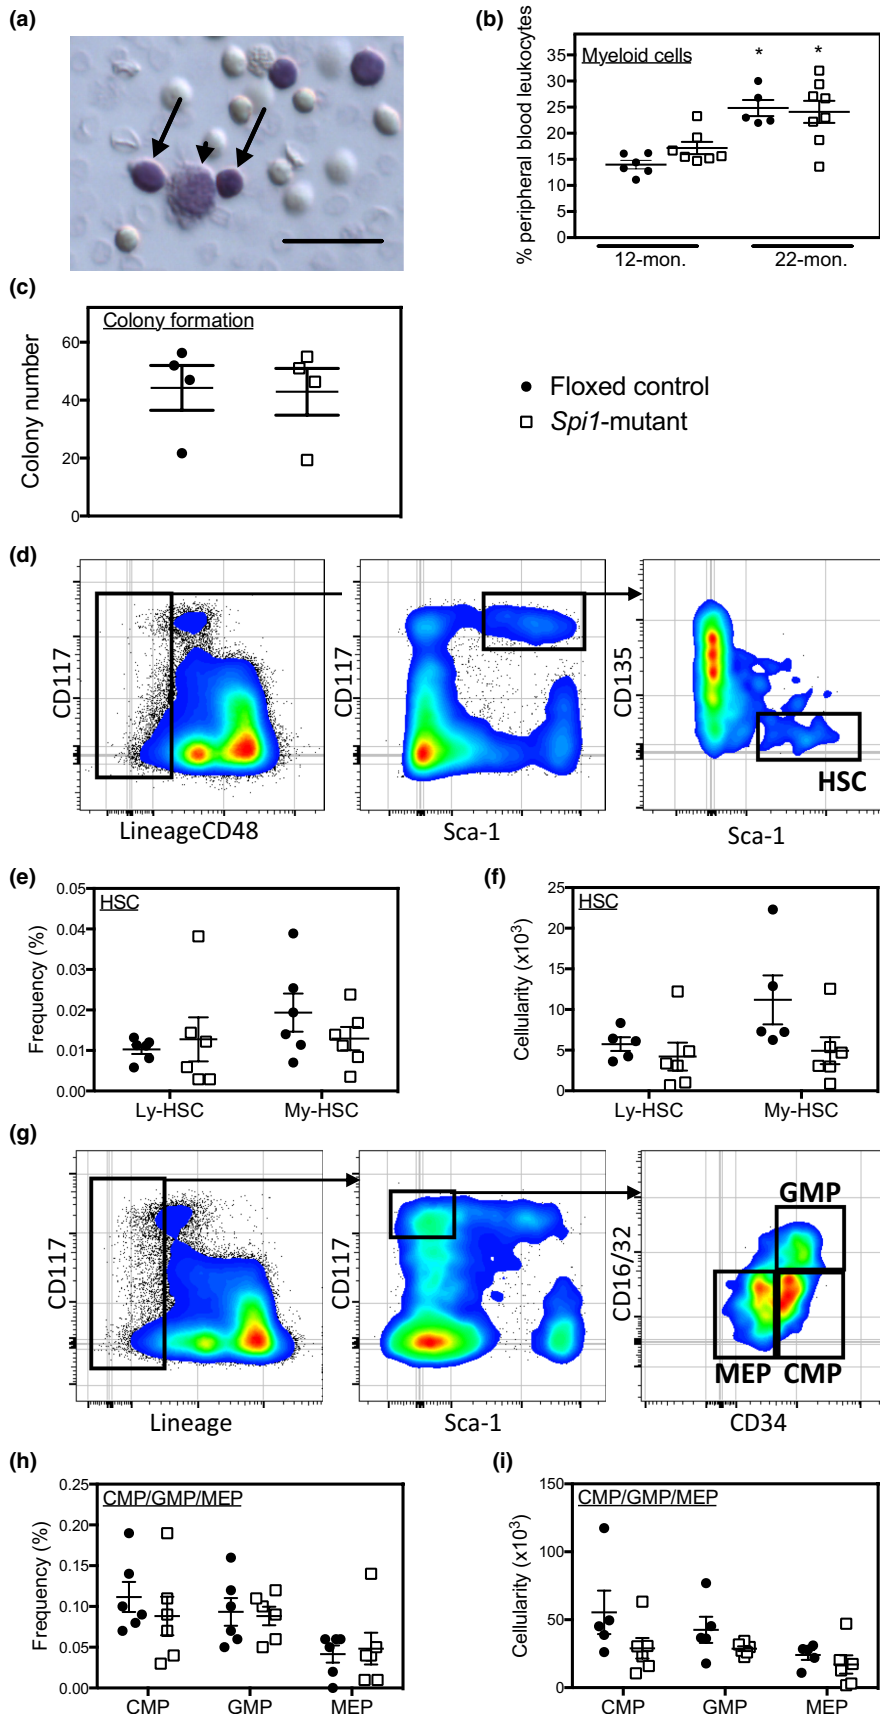 (a)
(b)
Myeloid cells
% peripheral blood leukocytes
35
30
25
20
15
10
5
0
* *
12-mon. 22-mon.
(c)
Colony formation
Colony number
60
40
20
0
Floxed control
Spi1-mutant
(d)
CD117
LineageCD48
CD117
Sca-1
CD135
HSC
Sca-1
(e)
HSC
Frequency (%)
0.05
0.04
0.03
0.02
0.01
0.00
Ly-HSC My-HSC
(f)
HSC
Cellularity (x10³)
25
20
15
10
5
0
Ly-HSC My-HSC
(g)
CD117
Lineage
CD117
Sca-1
CD16/32
GMP
MEP CMP
CD34
(h)
CMP/GMP/MEP
Frequency (%)
0.25
0.20
0.15
0.10
0.05
0.00
CMP GMP MEP
(i)
CMP/GMP/MEP
Cellularity (x10³)
150
100
50
0
CMP GMP MEP